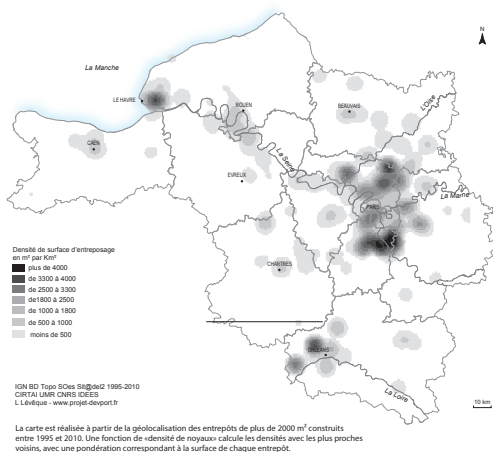 N
La Manche
LE HAVRE
ROUEN
BEAUVAIS
L'Oise
CAEN
La Seine
EVREUX
PARIS
La Marne
CHARTRES
Densité de surface d'entreposage
en m² par Km²
plus de 4000
de 3300 à 4000
de 2500 à 3300
de1800 à 2500
de 1000 à 1800
de 500 à 1000
moins de 500
ORLEANS
La Loire
IGN BD Topo SOes Sit@del2 1995-2010
CIRTAI UMR CNRS IDEES
L Lévêque - www.projet-devport.fr
10 km
La carte est réalisée à partir de la géolocalisation des entrepôts de plus de 2000 m² construits
entre 1995 et 2010. Une fonction de «densité de noyaux» calcule les densités avec les plus proches
voisins, avec une pondération correspondant à la surface de chaque entrepôt.